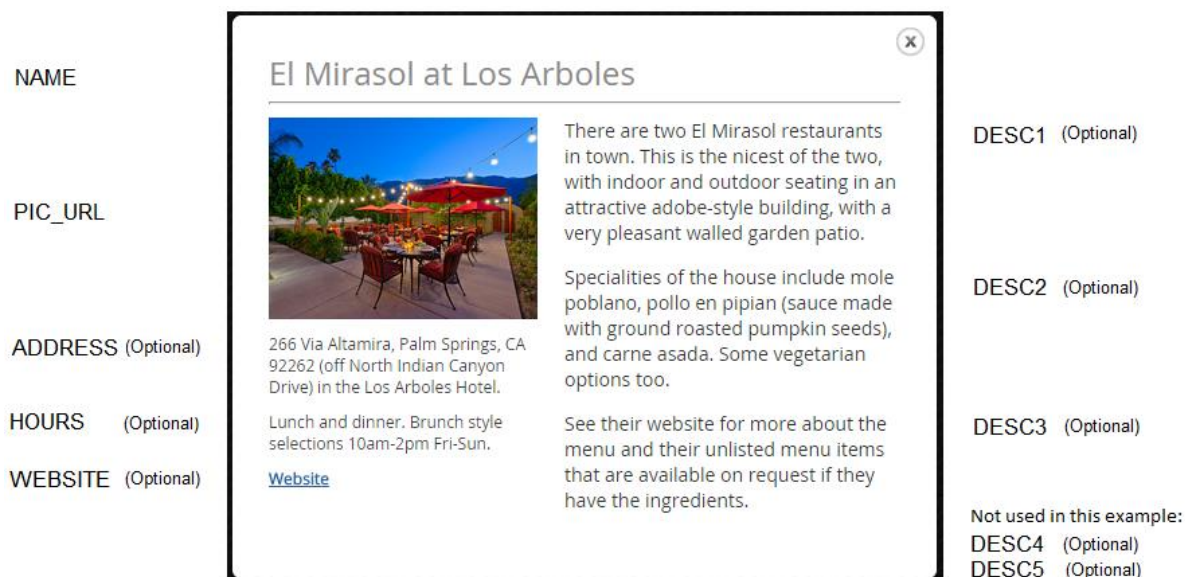 NAME
PIC_URL
ADDRESS (Optional)
HOURS (Optional)
WEBSITE (Optional)
x
El Mirasol at Los Arboles
266 Via Altamira, Palm Springs, CA
92262 (off North Indian Canyon
Drive) in the Los Arboles Hotel.
Lunch and dinner. Brunch style
selections 10am-2pm Fri-Sun.
Website
There are two El Mirasol restaurants
in town. This is the nicest of the two,
with indoor and outdoor seating in an
attractive adobe-style building, with a
very pleasant walled garden patio.
Specialities of the house include mole
poblano, pollo en pipian (sauce made
with ground roasted pumpkin seeds),
and carne asada. Some vegetarian
options too.
See their website for more about the
menu and their unlisted menu items
that are available on request if they
have the ingredients.
DESC1 (Optional)
DESC2 (Optional)
DESC3 (Optional)
Not used in this example:
DESC4 (Optional)
DESC5 (Optional)